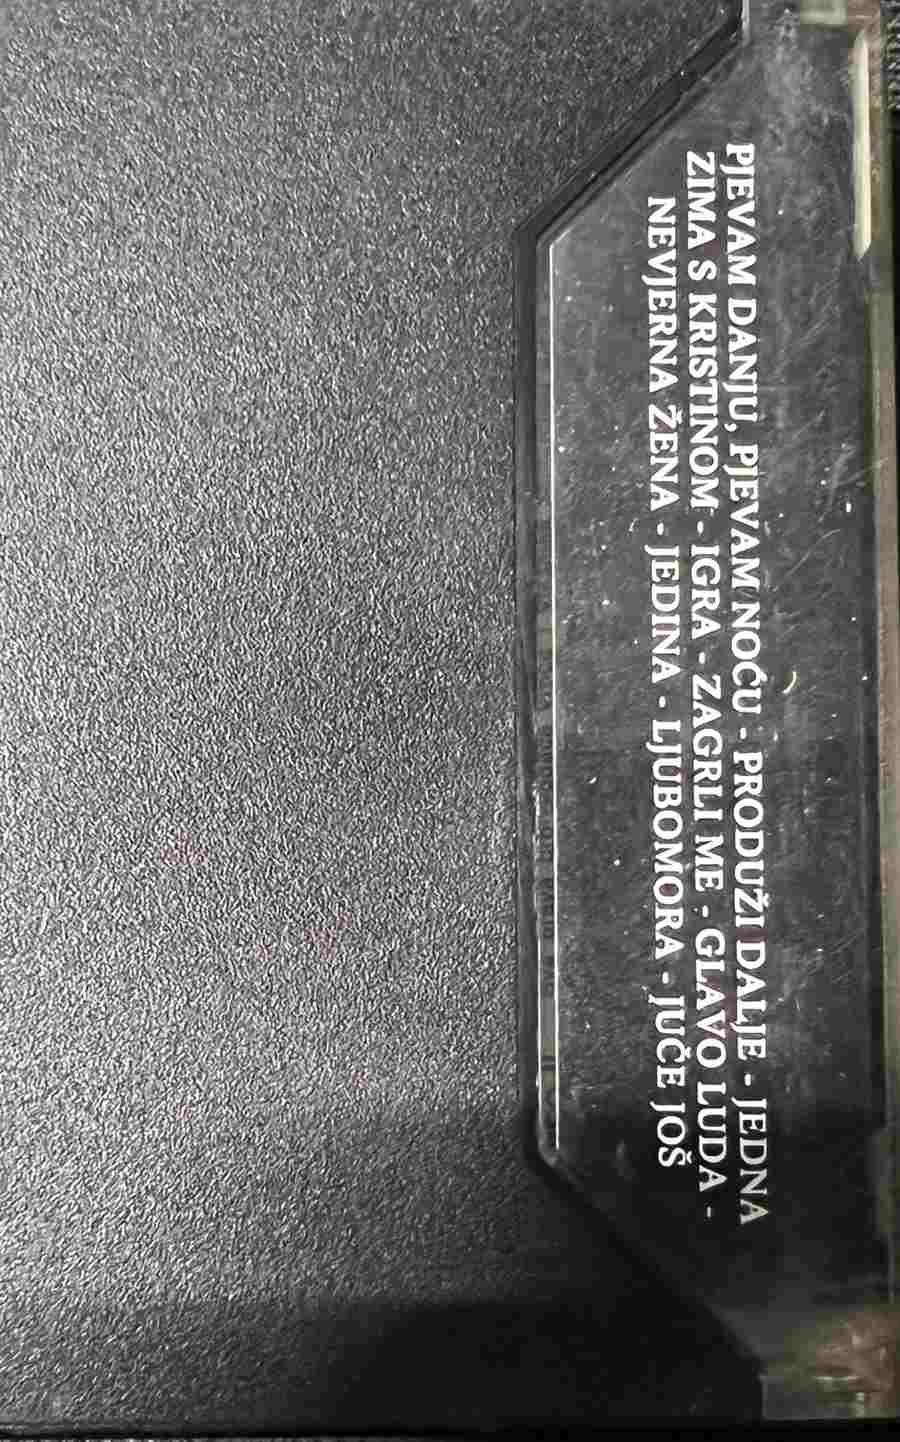 PJEVAM DANJU, PJEVAM NOĆU - PRODUŽI DALJE - JEDNA
ZIMA S KRISTINOM - IGRA - ZAGRLI ME - GLAVO LUDA -
NEVJERNA ŽENA - JEDINA - LJUBOMORA - JUČE JOŠ